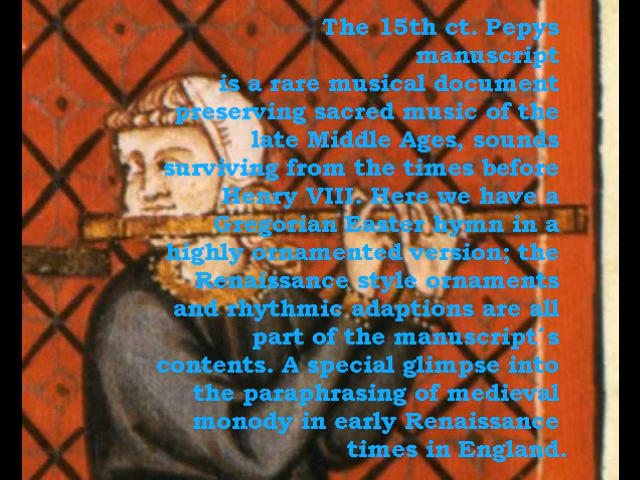 The 15th ct. Pepys
manuscript
is a rare musical document
preserving sacred music of the
late Middle Ages, sounds
surviving from the times before
Henry VIII. Here we have a
Gregorian Easter hymn in a
highly ornamented version; the
Renaissance style ornaments
and rhythmic adaptions are all
part of the manuscript´s
contents. A special glimpse into
the paraphrasing of medieval
monody in early Renaissance
times in England.